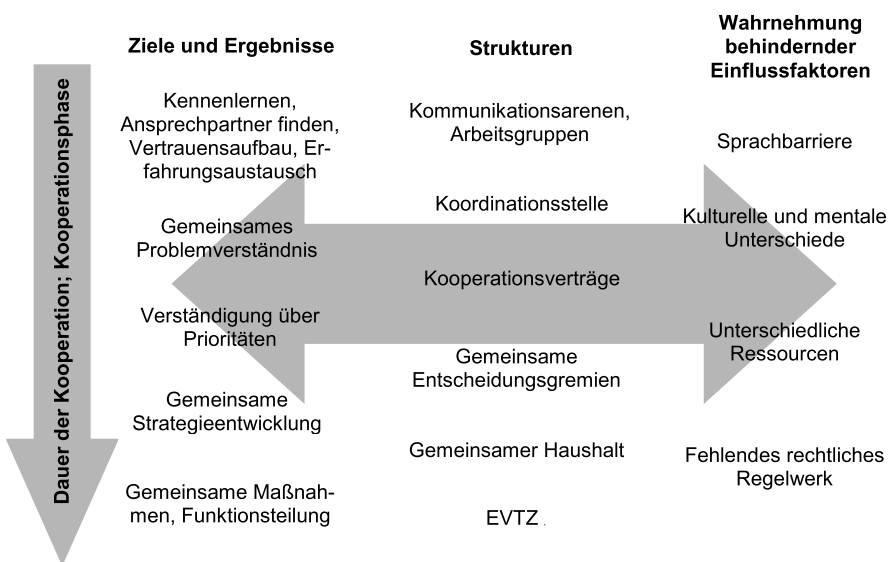 Ziele und Ergebnisse
Strukturen
Wahrnehmung
behindernder
Einflussfaktoren
Dauer der Kooperation; Kooperationsphase
Kennenlernen,
Ansprechpartner finden,
Vertrauensaufbau, Er-
fahrungsaustausch
Gemeinsames
Problemverständnis
Verständigung über
Prioritäten
Gemeinsame
Strategieentwicklung
Gemeinsame Maßnah-
men, Funktionsteilung
Kommunikationsarenen,
Arbeitsgruppen
Koordinationsstelle
Kooperationsverträge
Gemeinsame
Entscheidungsgremien
Gemeinsamer Haushalt
EVTZ .
Sprachbarriere
Kulturelle und mentale
Unterschiede
Unterschiedliche
Ressourcen
Fehlendes rechtliches
Regelwerk